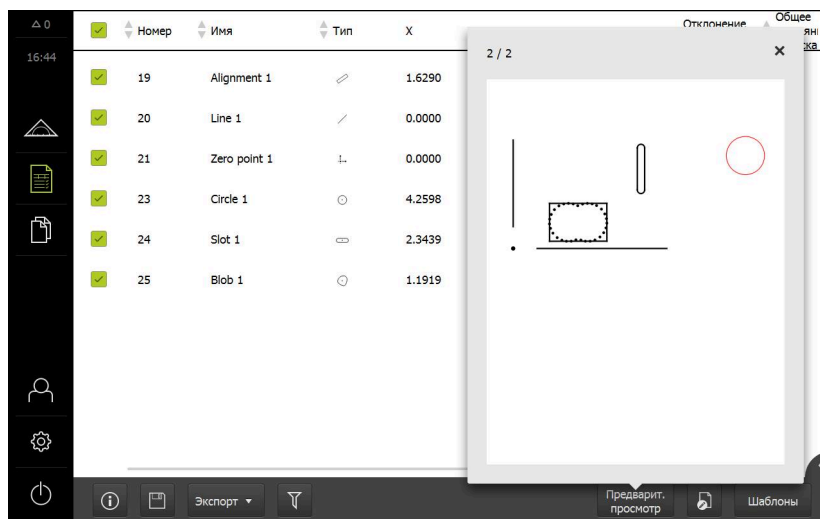 0
16:44
Номер
Имя
Тип
X
Отклонение
Общее
2 / 2
19 Alignment 1 1.6290
20 Line 1 0.0000
21 Zero point 1 0.0000
23 Circle 1 4.2598
24 Slot 1 2.3439
25 Blob 1 1.1919
Экспорт
Предварит.
просмотр
Шаблоны